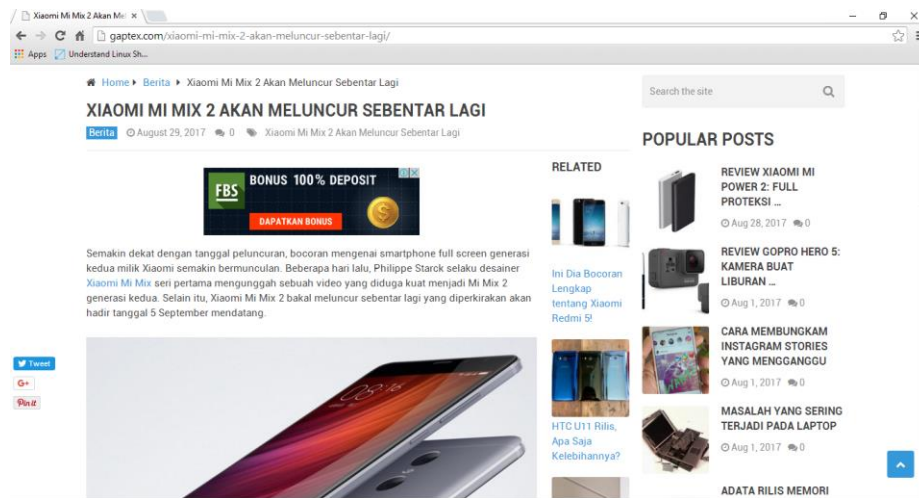 Xiaomi Mi Mix 2 Akan Me
gaptex.com/xiaomi-mi-mix-2-akan-meluncur-sebentar-lagi/
Apps Understand Linux Sh...
Home Berita Xiaomi Mi Mix 2 Akan Meluncur Sebentar Lagi
XIAOMI MI MIX 2 AKAN MELUNCUR SEBENTAR LAGI
Berita August 29, 2017 0 Xiaomi Mi Mix 2 Akan Meluncur Sebentar Lagi
FBS
BONUS 100% DEPOSIT
DAPATKAN BONUS
Semakin dekat dengan tanggal peluncuran, bocoran mengenai smartphone full screen generasi
kedua milik Xiaomi semakin bermunculan. Beberapa hari lalu, Philippe Starck selaku desainer
Xiaomi Mi Mix seri pertama mengunggah sebuah video yang diduga kuat menjadi Mi Mix 2
generasi kedua. Selain itu, Xiaomi Mi Mix 2 bakal meluncur sebentar lagi yang diperkirakan akan
hadir tanggal 5 September mendatang.
08:16
Tweet
G+
Pin it
RELATED
Ini Dia Bocoran
Lengkap
tentang Xiaomi
Redmi 5!
HTC U11 Rilis,
Apa Saja
Kelebihannya?
Search the site
POPULAR POSTS
REVIEW XIAOMI MI
POWER 2: FULL
PROTEKSI ...
Aug 28, 2017 0
REVIEW GOPRO HERO 5:
KAMERA BUAT
LIBURAN ...
Aug 1, 2017 0
CARA MEMBUNGKAM
INSTAGRAM STORIES
YANG MENGGANGGU
Aug 1, 2017 0
MASALAH YANG SERING
TERJADI PADA LAPTOP
Aug 1, 2017 0
ADATA RILIS MEMORI